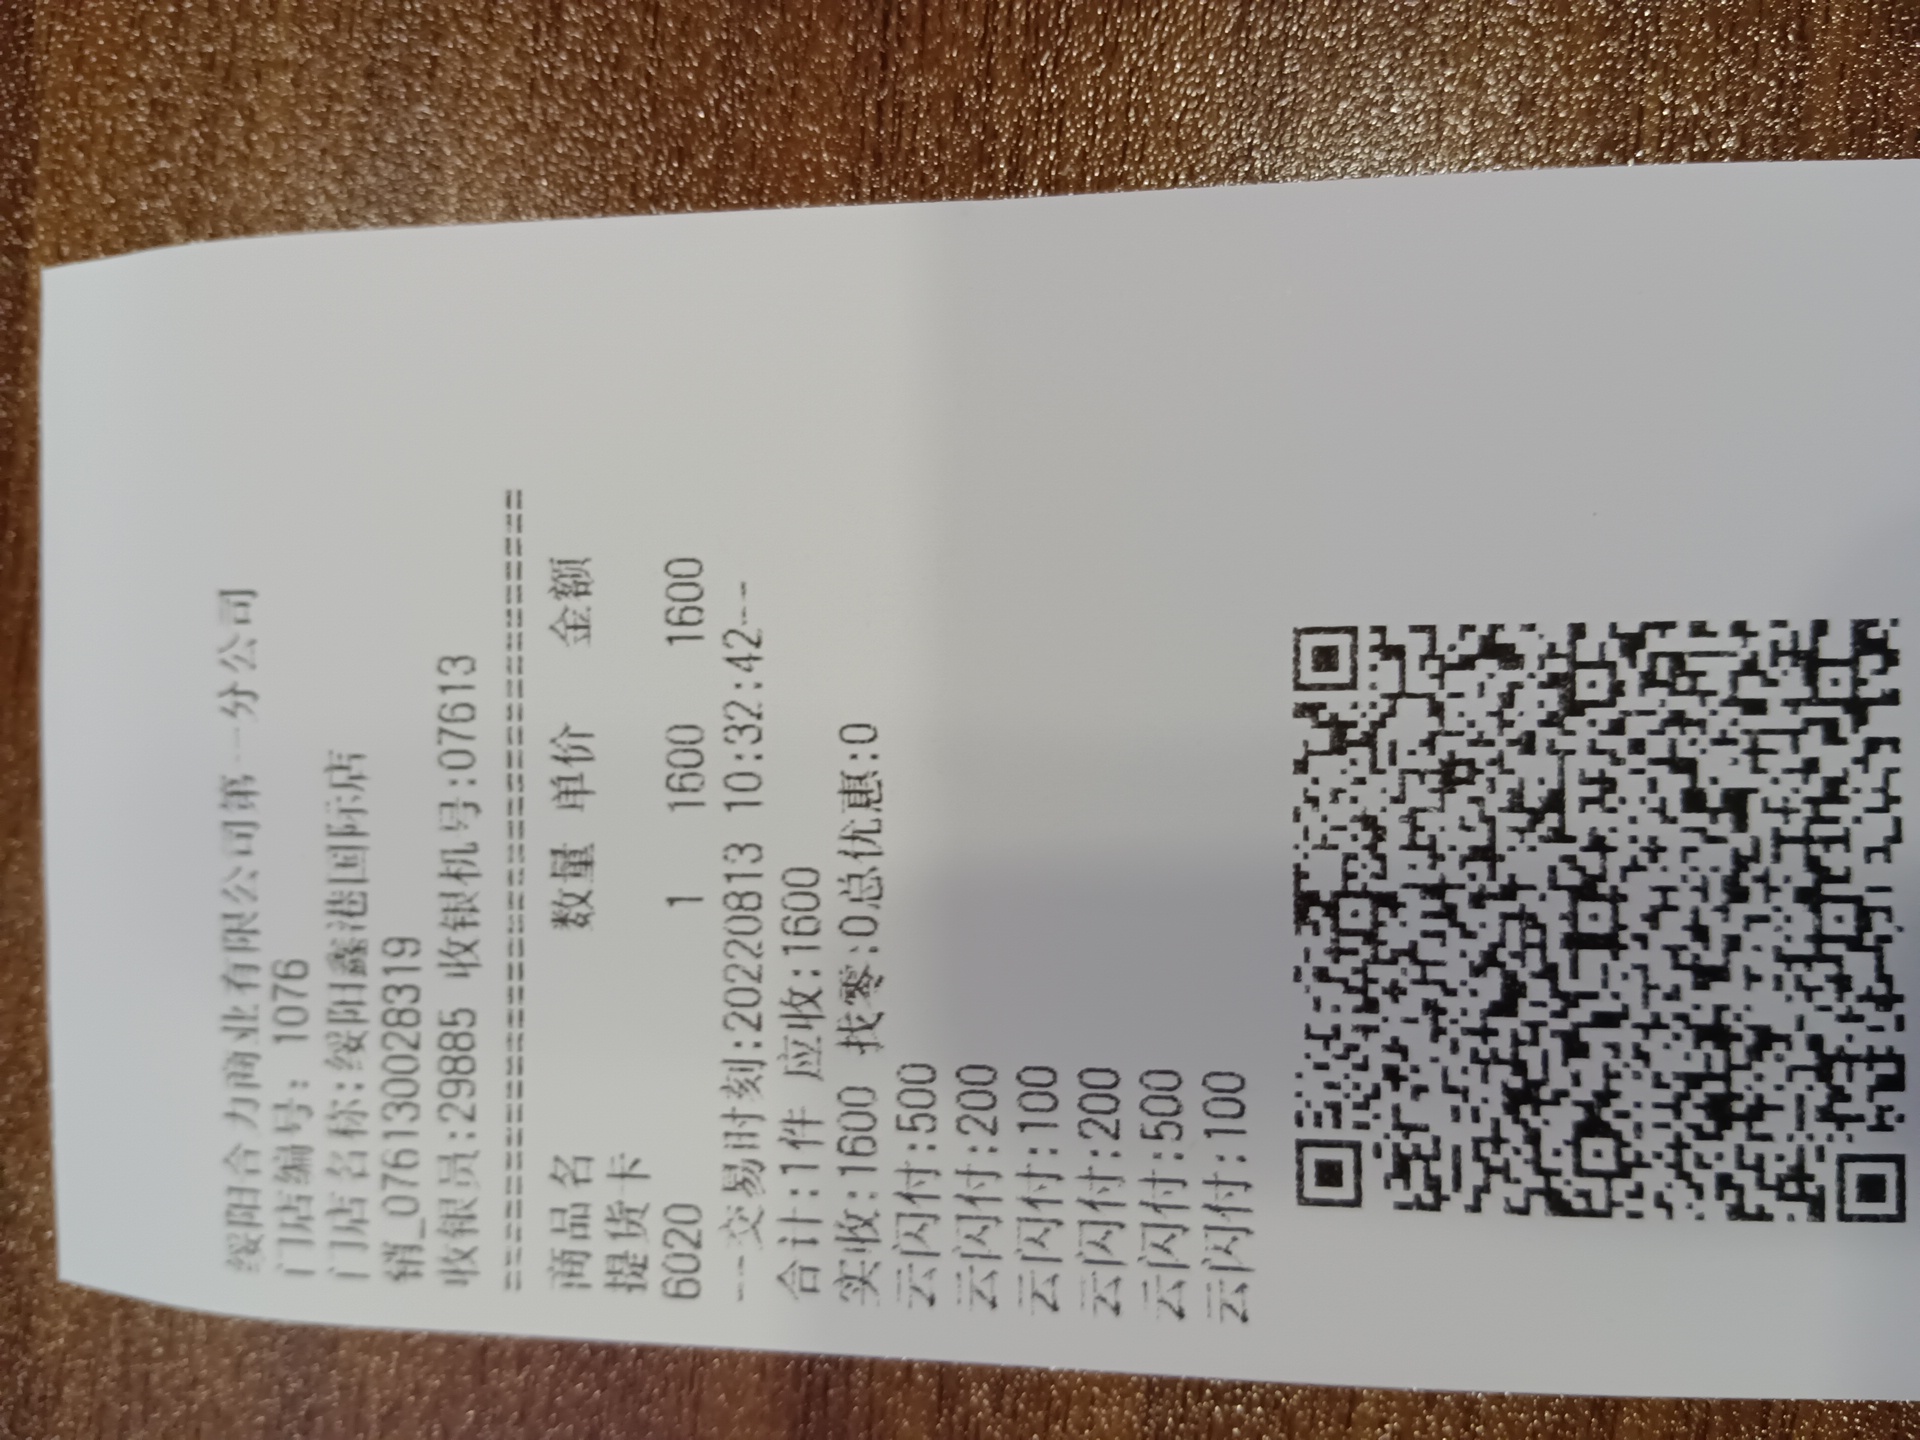 绥阳合力商业有限公司第一分公司
门店编号: 1076
门店名称:绥阳鑫港国际店
销_0761300283319
收银员:29885 收银机号:07613
========================================
商品名 数量 单价 金额
提货卡
6020 1 1600 1600
--交易时刻:20220813 10:32:42---
合计:1件 应收:1600
实收:1600 找零:0总优惠:0
云闪付:500
云闪付:200
云闪付:100
云闪付:200
云闪付:500
云闪付:100